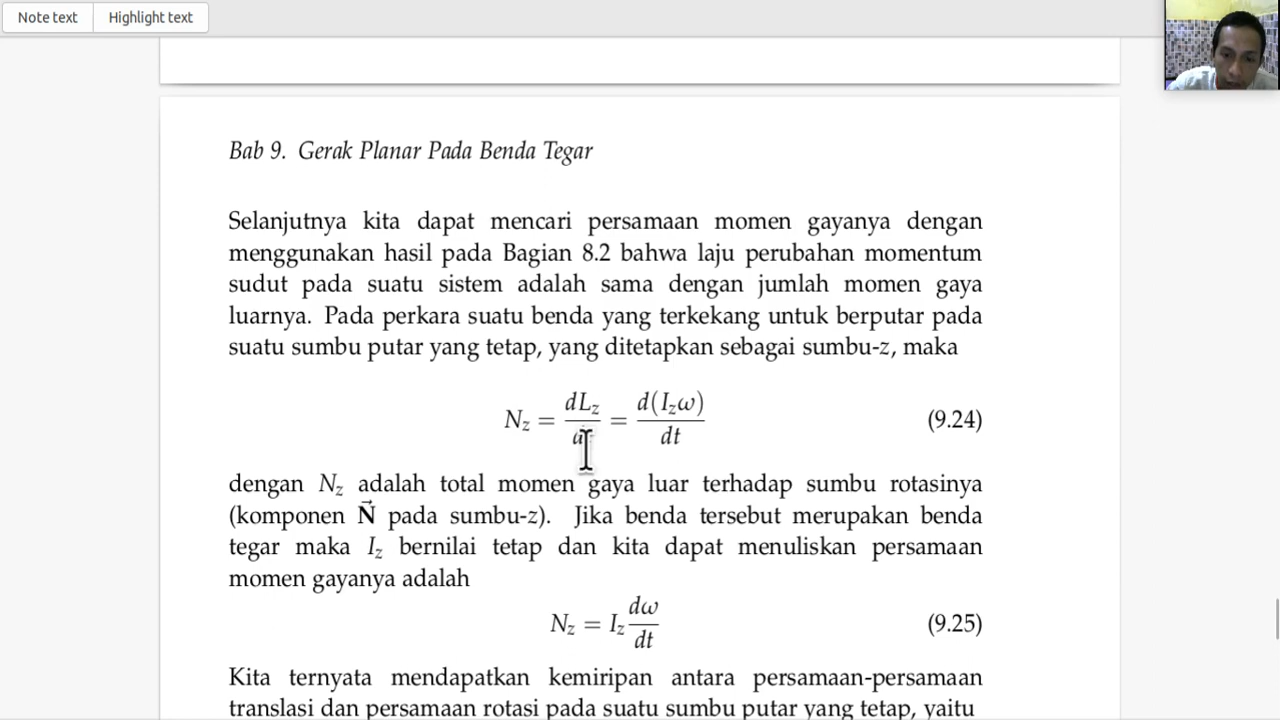 Note text Highlight text
Bab 9. Gerak Planar Pada Benda Tegar
Selanjutnya kita dapat mencari persamaan momen gayanya dengan
menggunakan hasil pada Bagian 8.2 bahwa laju perubahan momentum
sudut pada suatu sistem adalah sama dengan jumlah momen gaya
luarnya. Pada perkara suatu benda yang terkekang untuk berputar pada
suatu sumbu putar yang tetap, yang ditetapkan sebagai sumbu-z, maka
N_z = dL_z/d = d(I_zω)/dt (9.24)
dengan N_z adalah total momen gaya luar terhadap sumbu rotasinya
(komponen N⃗ pada sumbu-z). Jika benda tersebut merupakan benda
tegar maka I_z bernilai tetap dan kita dapat menuliskan persamaan
momen gayanya adalah
N_z = I_z dω/dt (9.25)
Kita ternyata mendapatkan kemiripan antara persamaan-persamaan
translasi dan persamaan rotasi pada suatu sumbu putar yang tetap, yaitu